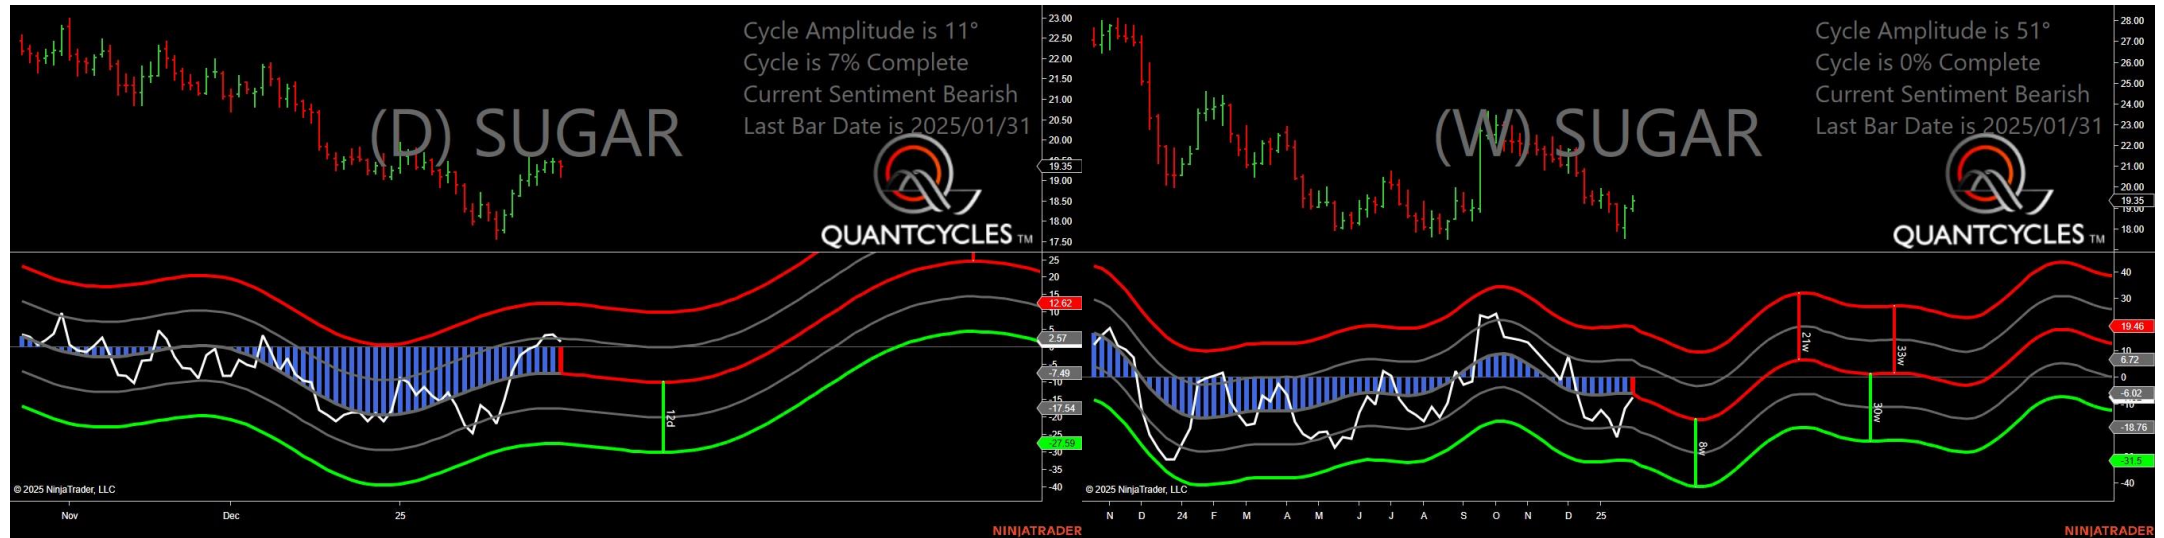 Cycle Amplitude is 11°
Cycle is 7% Complete
Current Sentiment Bearish
Last Bar Date is 2025/01/31
(D) SUGAR
QUANTCYCLES TM
23.00
22.50
22.00
21.50
21.00
20.50
20.00
19.35
19.00
18.50
18.00
17.50
25
20
15
12.62
10
5
2.57
-7.49
-10
-17.54
-20
-27.59
-30
-35
-40
12d
© 2025 NinjaTrader, LLC
Nov
Dec
25
NINJATRADER
Cycle Amplitude is 51°
Cycle is 0% Complete
Current Sentiment Bearish
Last Bar Date is 2025/01/31
(W) SUGAR
QUANTCYCLES TM
28.00
27.00
26.00
25.00
24.00
23.00
22.00
21.00
20.00
19.35
19.00
18.00
40
30
19.46
10
6.72
0
-6.02
-10
-18.76
-31.5
-40
21w
33w
30w
8w
© 2025 NinjaTrader, LLC
N D 24 F M A M J J A S O N D 25
NINJATRADER